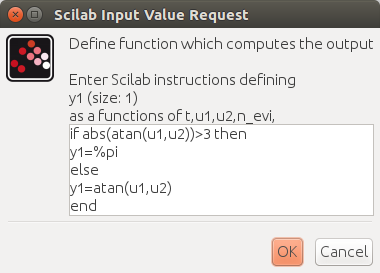 Scilab Input Value Request
Define function which computes the output
Enter Scilab instructions defining
y1 (size: 1)
as a functions of t,u1,u2,n_evi,
if abs(atan(u1,u2))>3 then
y1=%pi
else
y1=atan(u1,u2)
end
OK
Cancel